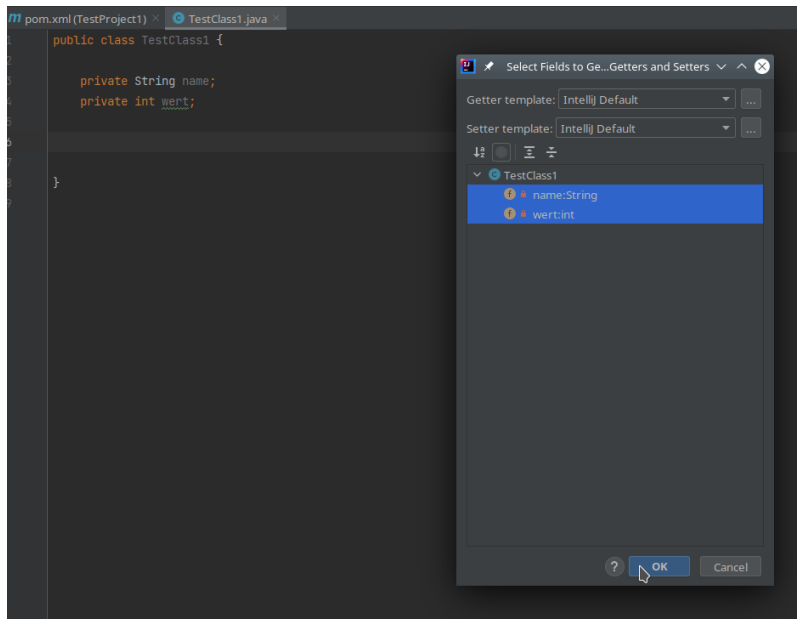 m pom.xml (TestProject1) × C TestClass1.java ×
1 public class TestClass1 {
2
3 private String name;
4 private int wert;
5
6
7
8 }
9
Select Fields to Ge...Getters and Setters
Getter template: IntelliJ Default ...
Setter template: IntelliJ Default ...
C TestClass1
f name:String
f wert:int
? OK Cancel